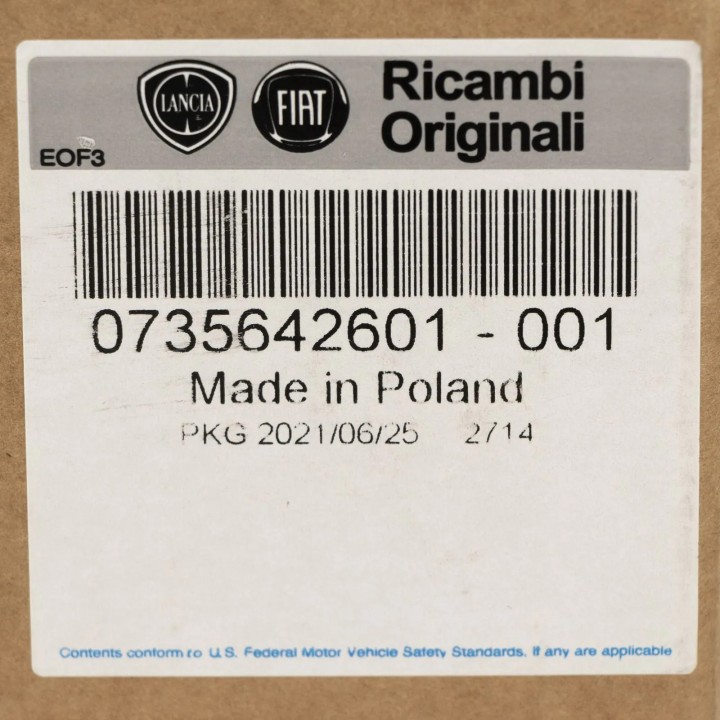 LANCIA
FIAT
Ricambi
Originali
EOF3
0735642601 - 001
Made in Poland
PKG 2021/06/25 2714
Contents conform to U.S. Federal Motor Vehicle Safety Standards. If any are applicable